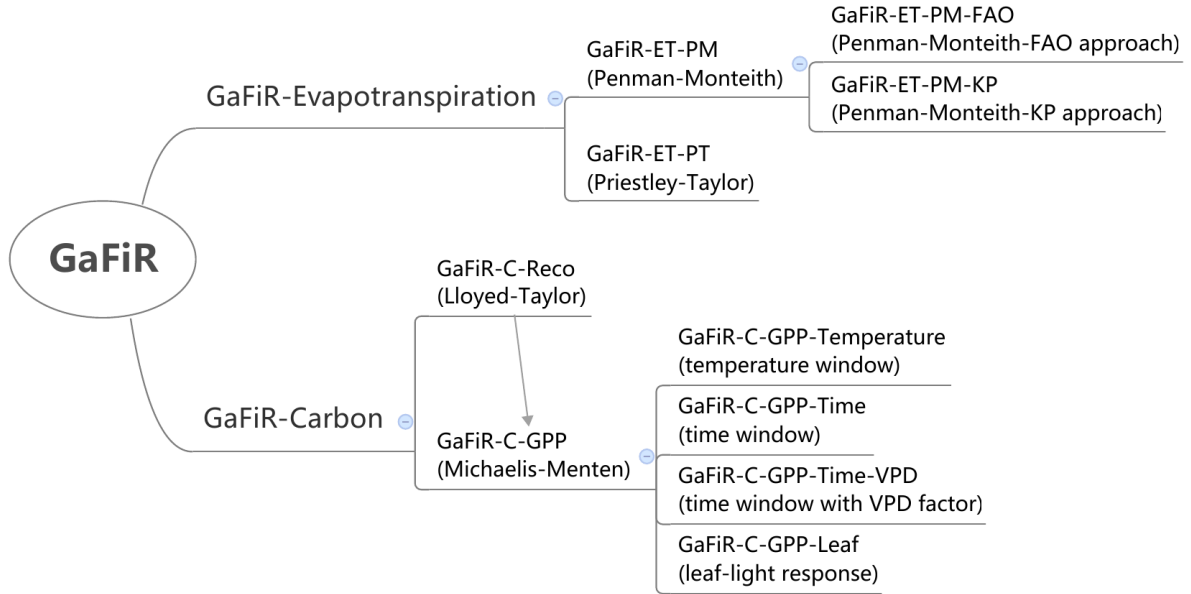 GaFiR
GaFiR-Evapotranspiration
GaFiR-ET-PM
(Penman-Monteith)
GaFiR-ET-PM-FAO
(Penman-Monteith-FAO approach)
GaFiR-ET-PM-KP
(Penman-Monteith-KP approach)
GaFiR-ET-PT
(Priestley-Taylor)
GaFiR-Carbon
GaFiR-C-Reco
(Lloyed-Taylor)
GaFiR-C-GPP
(Michaelis-Menten)
GaFiR-C-GPP-Temperature
(temperature window)
GaFiR-C-GPP-Time
(time window)
GaFiR-C-GPP-Time-VPD
(time window with VPD factor)
GaFiR-C-GPP-Leaf
(leaf-light response)